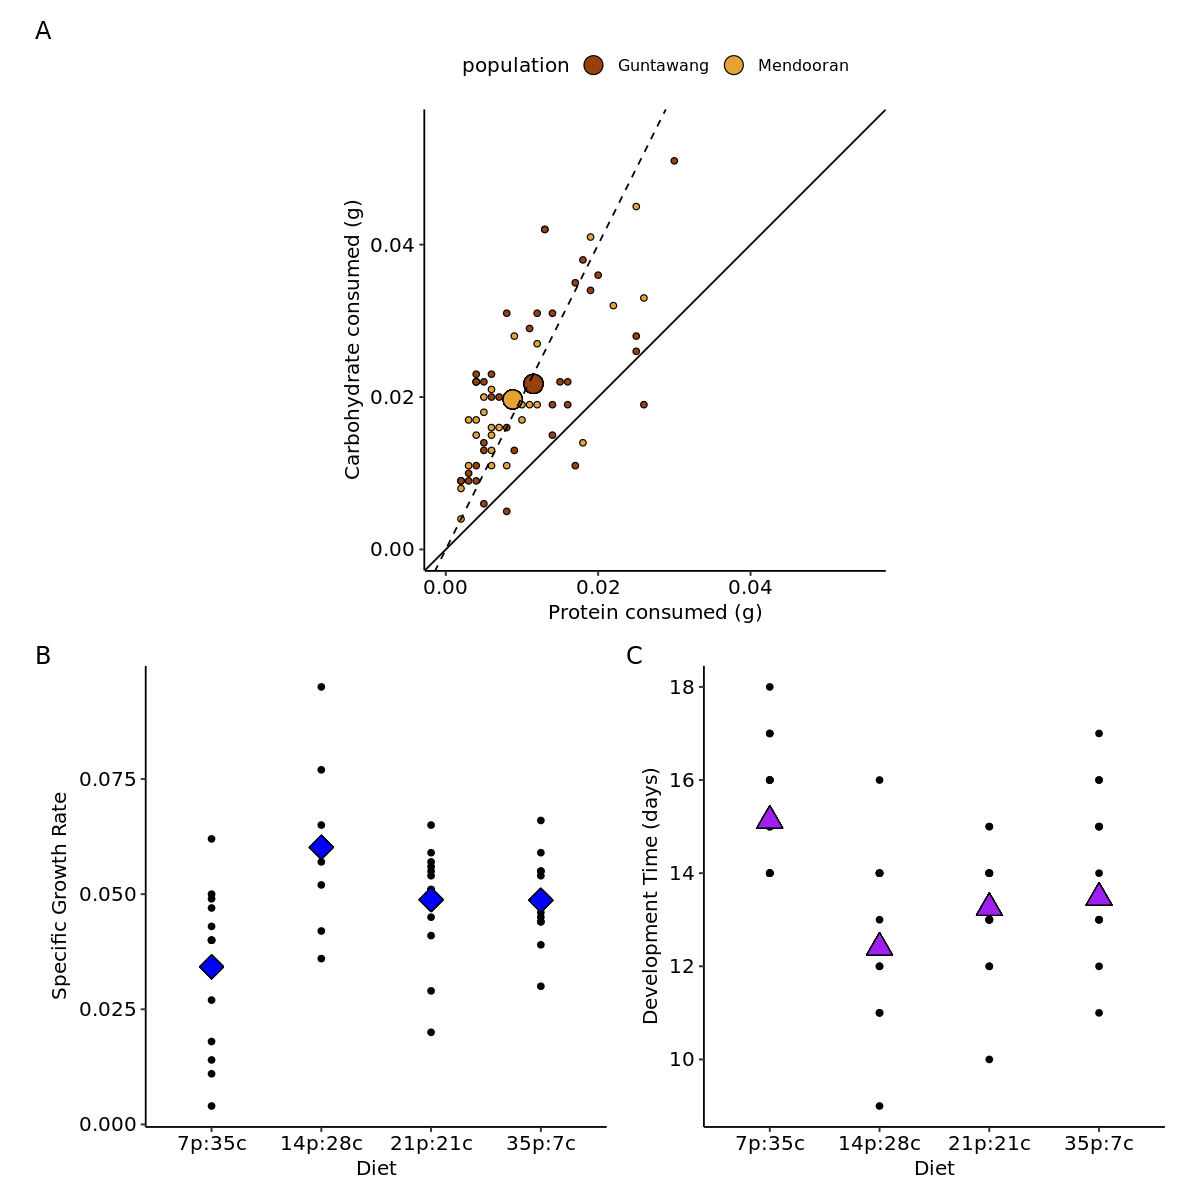 A
population Guntawang Mendooran
Carbohydrate consumed (g)
0.04
0.02
0.00
0.00 0.02 0.04
Protein consumed (g)
B
Specific Growth Rate
0.075
0.050
0.025
0.000
7p:35c 14p:28c 21p:21c 35p:7c
Diet
C
Development Time (days)
18
16
14
12
10
7p:35c 14p:28c 21p:21c 35p:7c
Diet